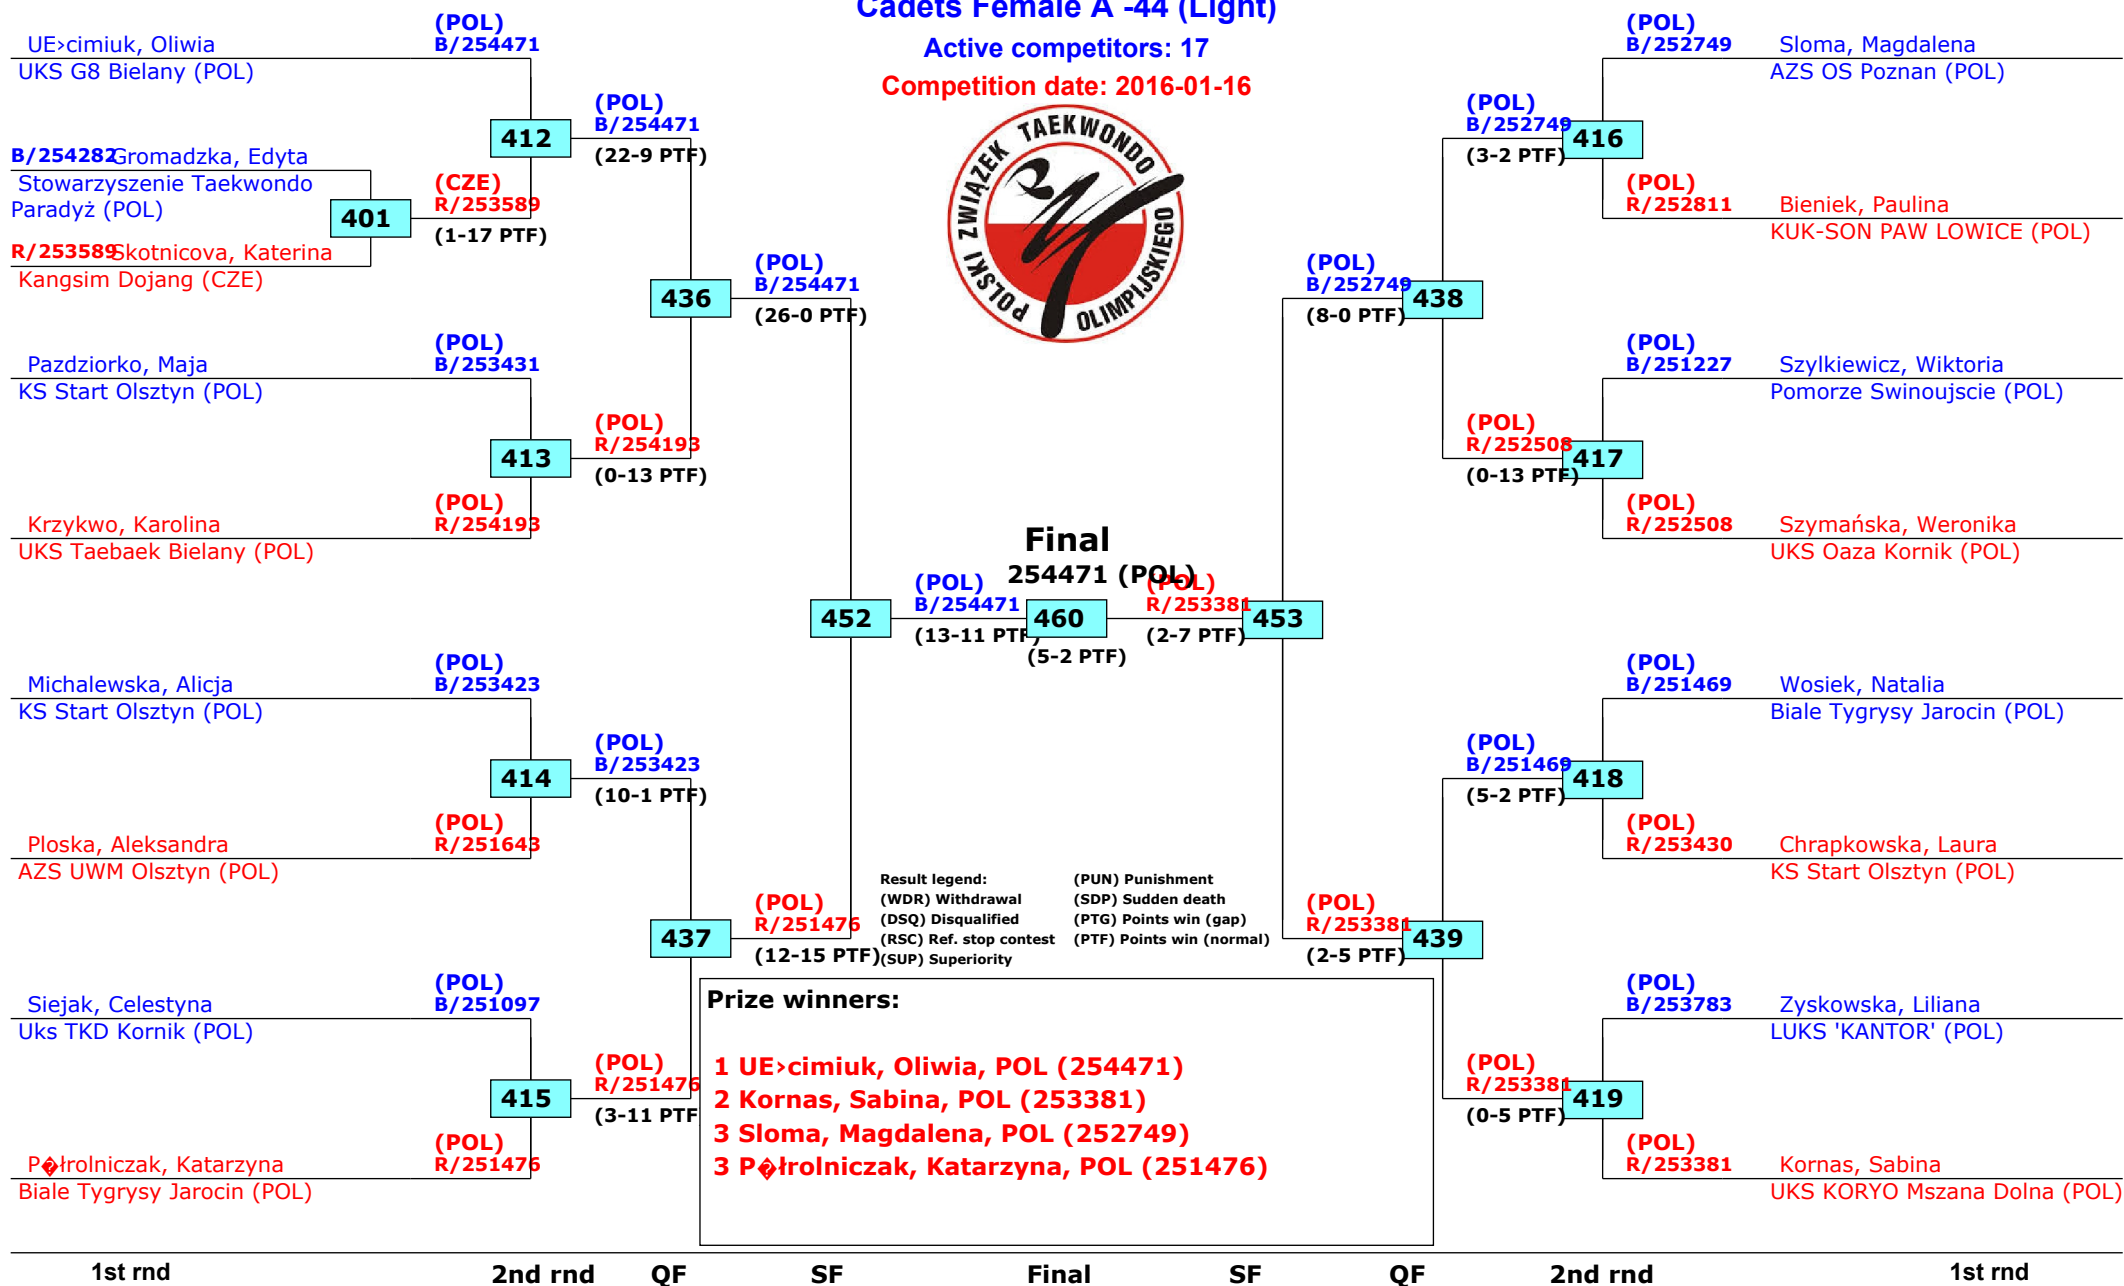 Cadets Female A -44 (Light)
Active competitors: 17
Competition date: 2016-01-16
POLSKI ZWIĄZEK TAEKWONDO OLIMPIJSKIEGO
(POL)
UE›cimiuk, Oliwia B/254471
UKS G8 Bielany (POL)
B/254282 Gromadzka, Edyta
Stowarzyszenie Taekwondo
Paradyż (POL)
401
R/253589 Skotnicova, Katerina
Kangsim Dojang (CZE)
(CZE)
R/253589
(1-17 PTF)
412
(POL)
B/254471
(22-9 PTF)
(POL)
Pazdziorko, Maja B/253431
KS Start Olsztyn (POL)
413
(POL)
R/254193
(0-13 PTF)
(POL)
Krzykwo, Karolina R/254193
UKS Taebaek Bielany (POL)
436
(POL)
B/254471
(26-0 PTF)
(POL)
Michalewska, Alicja B/253423
KS Start Olsztyn (POL)
414
(POL)
B/253423
(10-1 PTF)
(POL)
Ploska, Aleksandra R/251643
AZS UWM Olsztyn (POL)
437
(POL)
R/251476
(12-15 PTF)
(POL)
Siejak, Celestyna B/251097
Uks TKD Kornik (POL)
415
(POL)
R/251476
(3-11 PTF
(POL)
P�łrolniczak, Katarzyna R/251476
Biale Tygrysy Jarocin (POL)
452
(POL)
B/254471
(13-11 PTF)
Final
254471 (POL)
460
(5-2 PTF)
(POL)
R/253381
(2-7 PTF)
453
(POL)
B/252749 Sloma, Magdalena
AZS OS Poznan (POL)
(POL)
B/252749
(3-2 PTF)
416
(POL)
R/252811 Bieniek, Paulina
KUK-SON PAW LOWICE (POL)
(POL)
B/252749
(8-0 PTF)
438
(POL)
B/251227 Szylkiewicz, Wiktoria
Pomorze Swinoujscie (POL)
(POL)
R/252508
(0-13 PTF)
417
(POL)
R/252508 Szymańska, Weronika
UKS Oaza Kornik (POL)
(POL)
B/251469 Wosiek, Natalia
Biale Tygrysy Jarocin (POL)
(POL)
B/251469
(5-2 PTF)
418
(POL)
R/253430 Chrapkowska, Laura
KS Start Olsztyn (POL)
(POL)
R/253381
(2-5 PTF)
439
(POL)
B/253783 Zyskowska, Liliana
LUKS 'KANTOR' (POL)
(POL)
R/253381
(0-5 PTF)
419
(POL)
R/253381 Kornas, Sabina
UKS KORYO Mszana Dolna (POL)
Result legend: (PUN) Punishment
(WDR) Withdrawal (SDP) Sudden death
(DSQ) Disqualified (PTG) Points win (gap)
(RSC) Ref. stop contest (PTF) Points win (normal)
(SUP) Superiority
Prize winners:
1 UE›cimiuk, Oliwia, POL (254471)
2 Kornas, Sabina, POL (253381)
3 Sloma, Magdalena, POL (252749)
3 P�łrolniczak, Katarzyna, POL (251476)
1st rnd 2nd rnd QF SF Final SF QF 2nd rnd 1st rnd